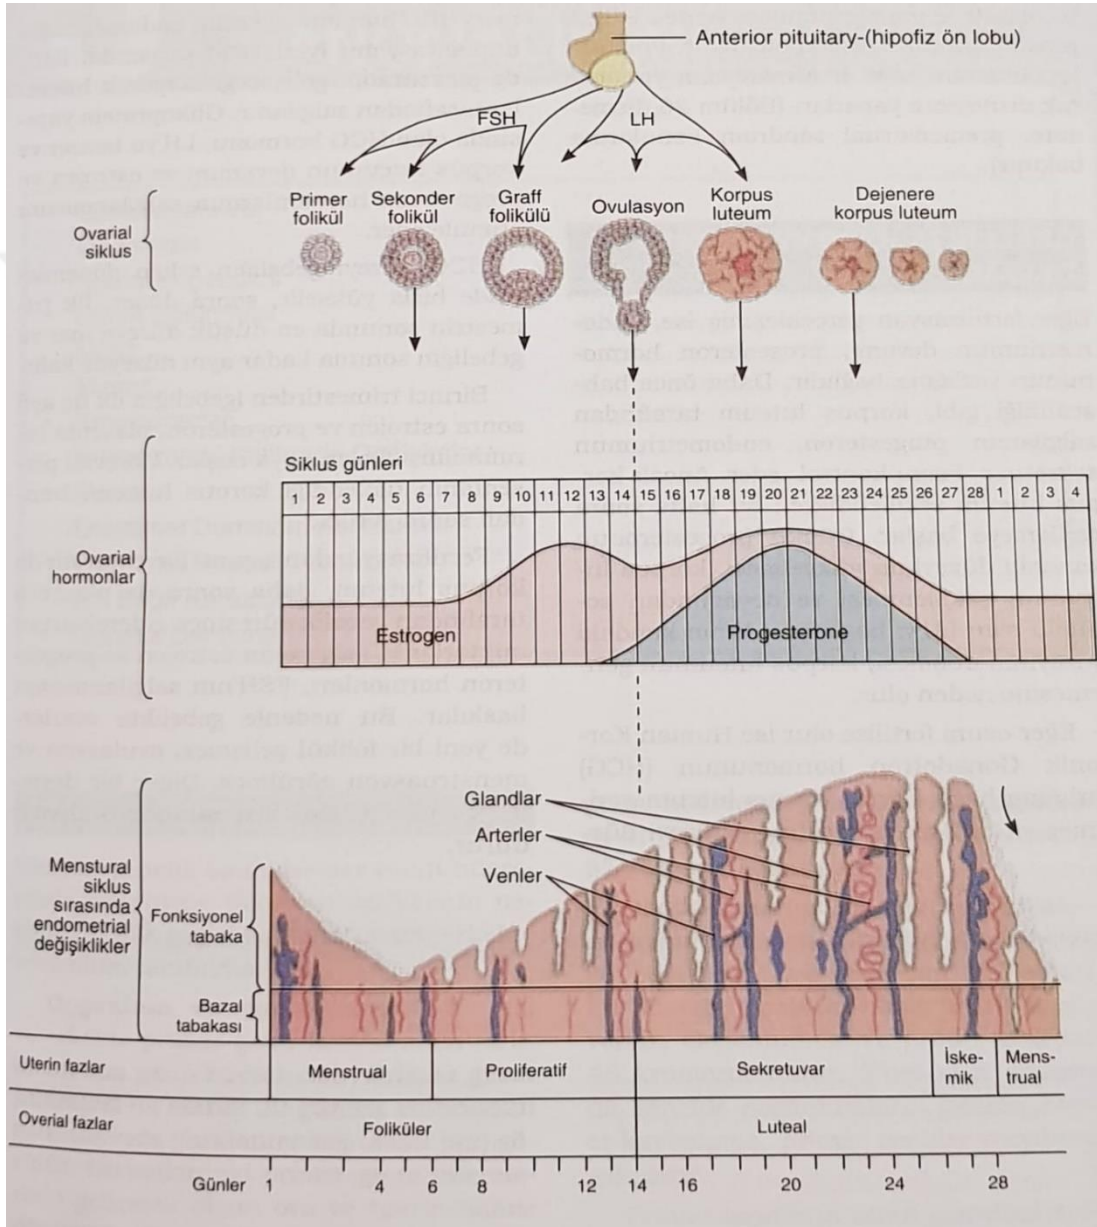 Anterior pituitary-(hipofiz ön lobu)
FSH
LH
Ovarial
siklus
Primer
folikül
Sekonder
folikül
Graff
folikülü
Ovulasyon
Korpus
luteum
Dejenere
korpus luteum
Ovarial
hormonlar
Siklus günleri
1 2 3 4 5 6 7 8 9 10 11 12 13 14 15 16 17 18 19 20 21 22 23 24 25 26 27 28 1 2 3 4
Estrogen
Progesterone
Menstural
siklus
sırasında
endometrial
değişiklikler
Fonksiyonel
tabaka
Bazal
tabakası
Glandlar
Arterler
Venler
Uterin fazlar
Menstrual
Proliferatif
Sekretuvar
İske-
mik
Mens-
trual
Overial fazlar
Foliküler
Luteal
Günler 1 4 6 8 12 14 16 20 22 24 28